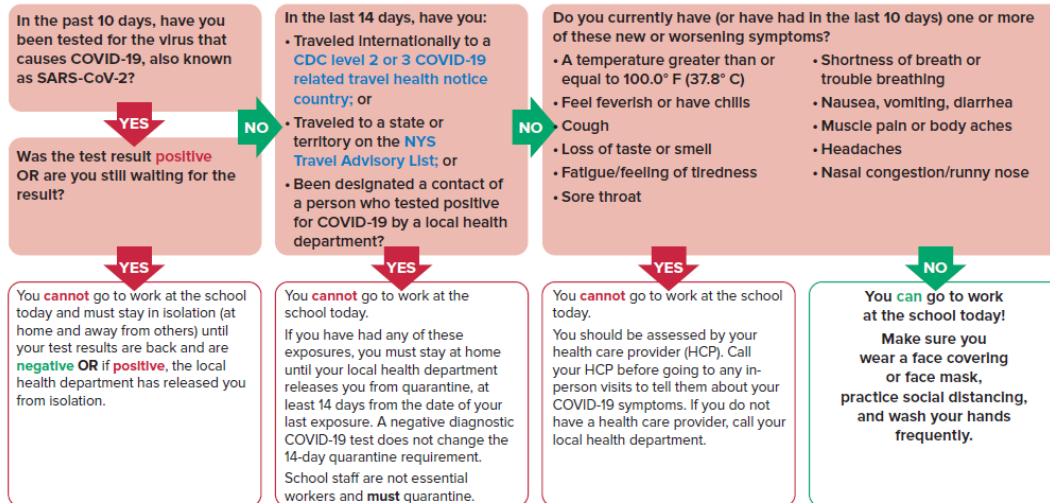 In the past 10 days, have you
been tested for the virus that
causes COVID-19, also known
as SARS-CoV-2?
YES
NO
Was the test result positive
OR are you still waiting for the
result?
YES
You cannot go to work at the school
today and must stay in isolation (at
home and away from others) until
your test results are back and are
negative OR if positive, the local
health department has released you
from isolation.
In the last 14 days, have you:
• Traveled internationally to a
CDC level 2 or 3 COVID-19
related travel health notice
country; or
• Traveled to a state or
territory on the NYS
Travel Advisory List; or
• Been designated a contact of
a person who tested positive
for COVID-19 by a local health
department?
NO
YES
You cannot go to work at the
school today.
If you have had any of these
exposures, you must stay at home
until your local health department
releases you from quarantine, at
least 14 days from the date of your
last exposure. A negative diagnostic
COVID-19 test does not change the
14-day quarantine requirement.
School staff are not essential
workers and must quarantine.
Do you currently have (or have had in the last 10 days) one or more
of these new or worsening symptoms?
• A temperature greater than or
equal to 100.0° F (37.8° C)
• Feel feverish or have chills
• Cough
• Loss of taste or smell
• Fatigue/feeling of tiredness
• Sore throat
• Shortness of breath or
trouble breathing
• Nausea, vomiting, diarrhea
• Muscle pain or body aches
• Headaches
• Nasal congestion/runny nose
YES
You cannot go to work at the school
today.
You should be assessed by your
health care provider (HCP). Call
your HCP before going to any in-
person visits to tell them about your
COVID-19 symptoms. If you do not
have a health care provider, call your
local health department.
NO
You can go to work
at the school today!
Make sure you
wear a face covering
or face mask,
practice social distancing,
and wash your hands
frequently.